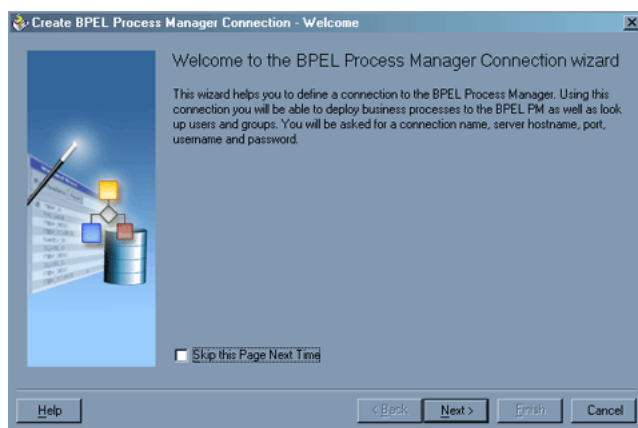 Create BPEL Process Manager Connection - Welcome
Welcome to the BPEL Process Manager Connection wizard
This wizard helps you to define a connection to the BPEL Process Manager. Using this
connection you will be able to deploy business processes to the BPEL PM as well as look
up users and groups. You will be asked for a connection name, server hostname, port,
username and password.
Skip this Page Next Time
Help
< Back
Next >
Finish
Cancel